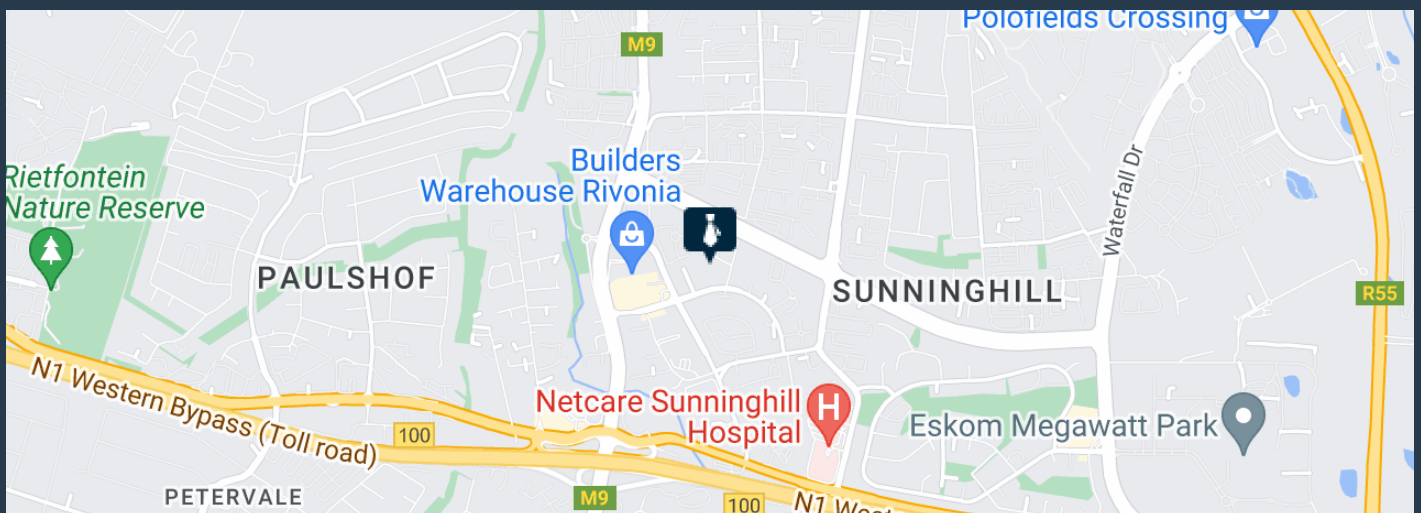 Polofields Crossing
M9
Builders
Warehouse Rivonia
Rietfontein
Nature Reserve
Waterfall Dr
PAULSHOF
SUNNINGHILL
R55
N1 Western Bypass (Toll road)
Netcare Sunninghill
Hospital
H
Eskom Megawatt Park
100
PETERVALE
M9
100
N1 West